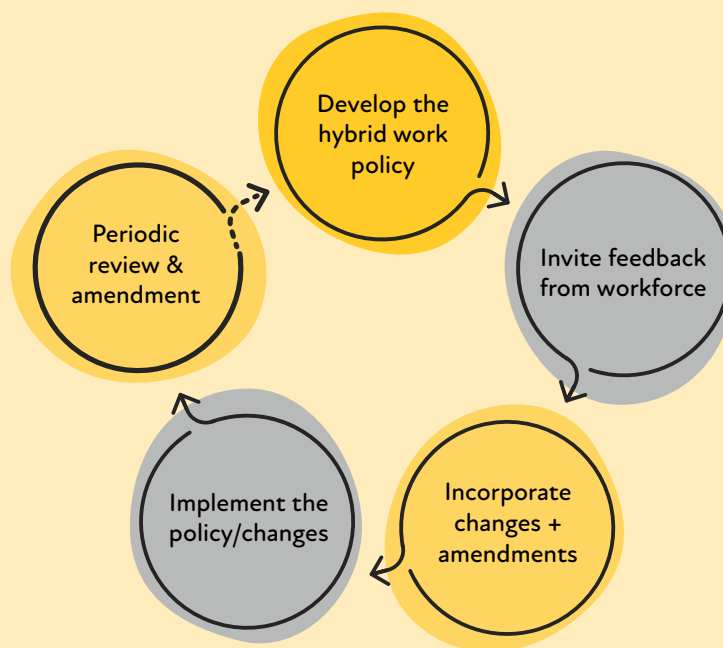 Develop the
hybrid work
policy
Invite feedback
from workforce
Incorporate
changes +
amendments
Implement the
policy/changes
Periodic
review &
amendment